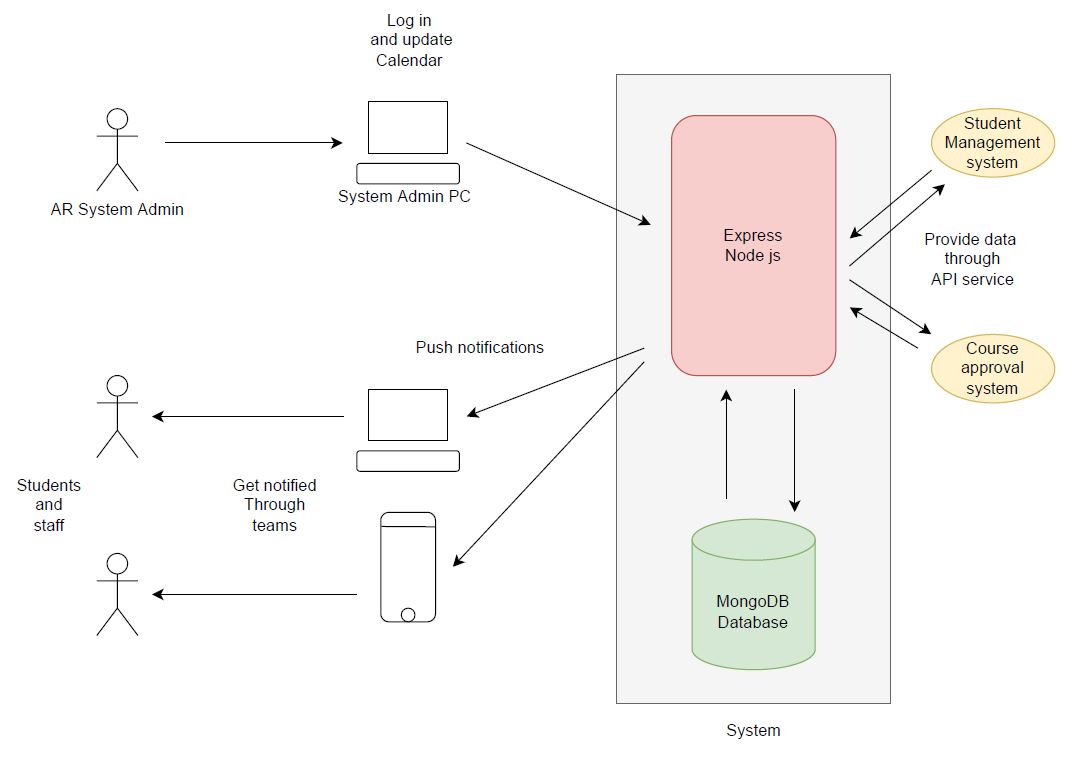 Log in
and update
Calendar
AR System Admin
System Admin PC
Express
Node js
Student
Management
system
Provide data
through
API service
Course
approval
system
Push notifications
Students
and
staff
Get notified
Through
teams
MongoDB
Database
System